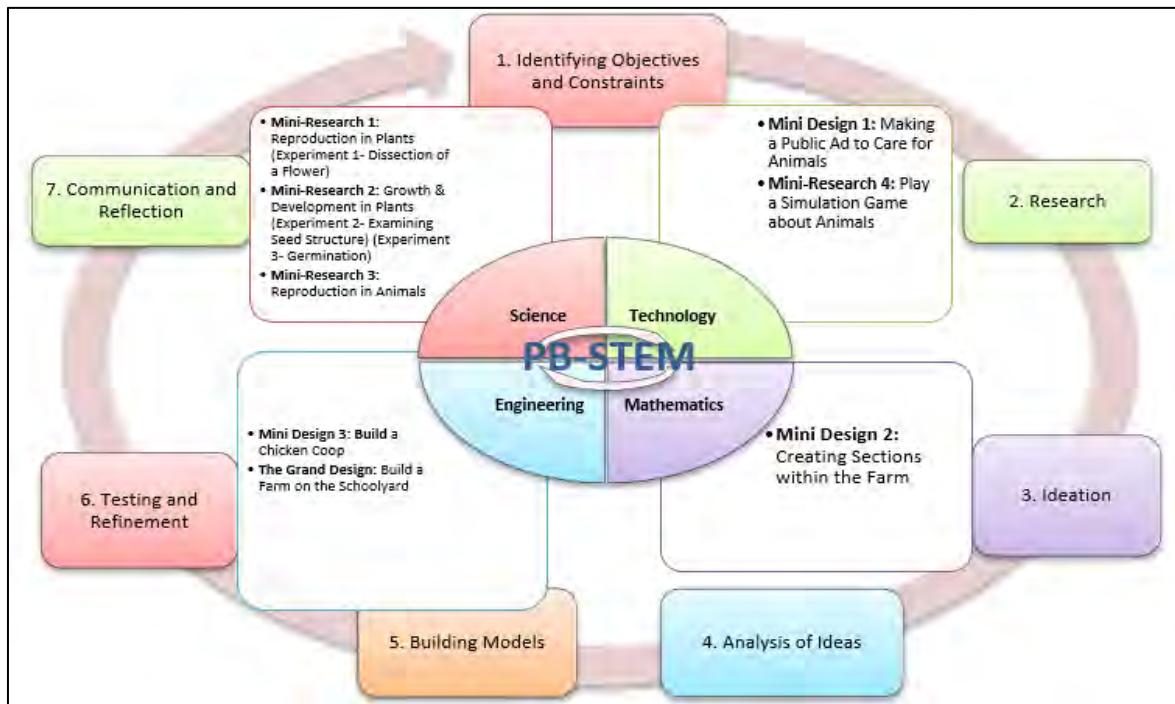 1. Identifying Objectives
and Constraints
• Mini-Research 1:
Reproduction in Plants
(Experiment 1- Dissection of
a Flower)
• Mini-Research 2: Growth &
Development in Plants
(Experiment 2- Examining
Seed Structure) (Experiment
3- Germination)
• Mini-Research 3:
Reproduction in Animals
• Mini Design 1: Making
a Public Ad to Care for
Animals
• Mini-Research 4: Play
a Simulation Game
about Animals
7. Communication and
Reflection
2. Research
Science
Technology
PB-STEM
Engineering
Mathematics
• Mini Design 3: Build a
Chicken Coop
• The Grand Design: Build a
Farm on the Schoolyard
• Mini Design 2:
Creating Sections
within the Farm
6. Testing and
Refinement
3. Ideation
5. Building Models
4. Analysis of Ideas